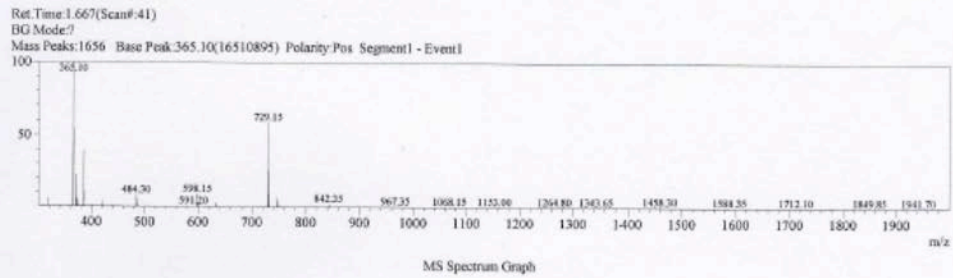 Ret.Time:1.667(Scan#:41)
BG Mode:?
Mass Peaks:1656 Base Peak:365.10(16510895) Polarity:Pos Segment1 - Event1
100
365.10
729.15
50
484.30 598.15
591.20 842.35 967.35 1068.15 1153.00 1264.80 1343.65 1458.30 1588.35 1712.10 1849.85 1941.70
400 500 600 700 800 900 1000 1100 1200 1300 1400 1500 1600 1700 1800 1900
m/z
MS Spectrum Graph